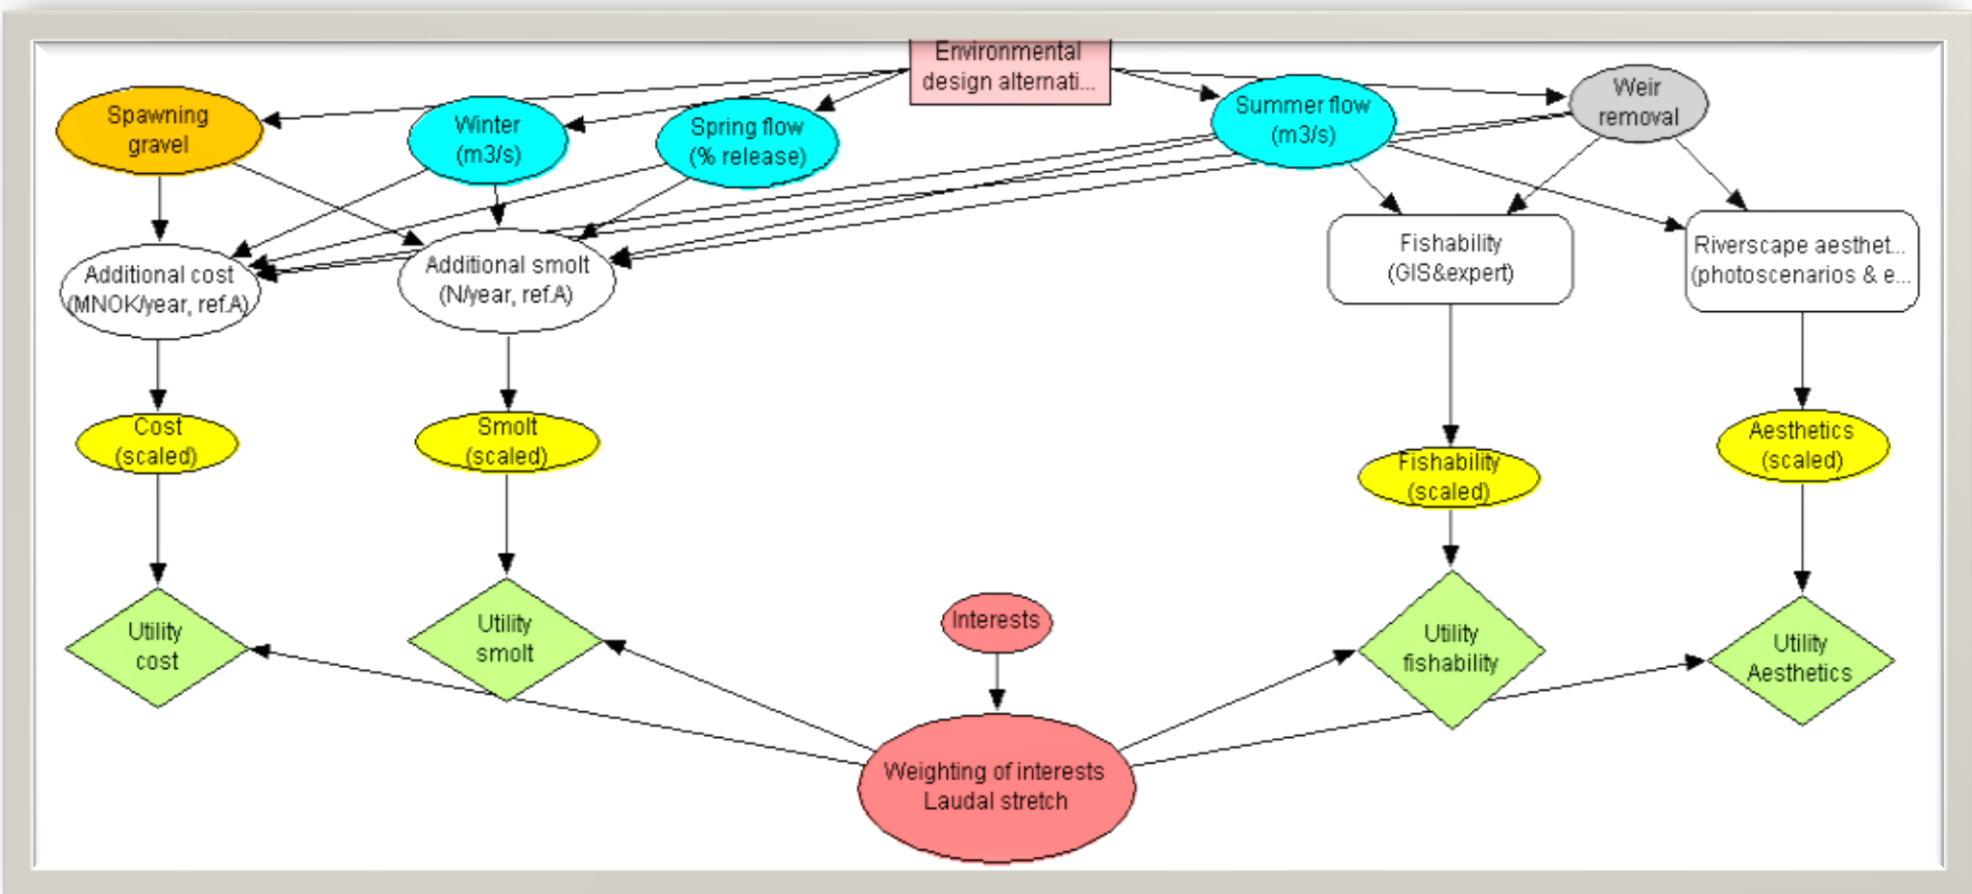 Environmental
design alternati...
Spawning
gravel
Winter
(m3/s)
Spring flow
(% release)
Summer flow
(m3/s)
Weir
removal
Additional cost
(MNOK/year, ref.A)
Additional smolt
(N/year, ref.A)
Fishability
(GIS&expert)
Riverscape aesthet...
(photoscenarios & e...
Cost
(scaled)
Smolt
(scaled)
Fishability
(scaled)
Aesthetics
(scaled)
Utility
cost
Utility
smolt
Interests
Utility
fishability
Utility
Aesthetics
Weighting of interests
Laudal stretch